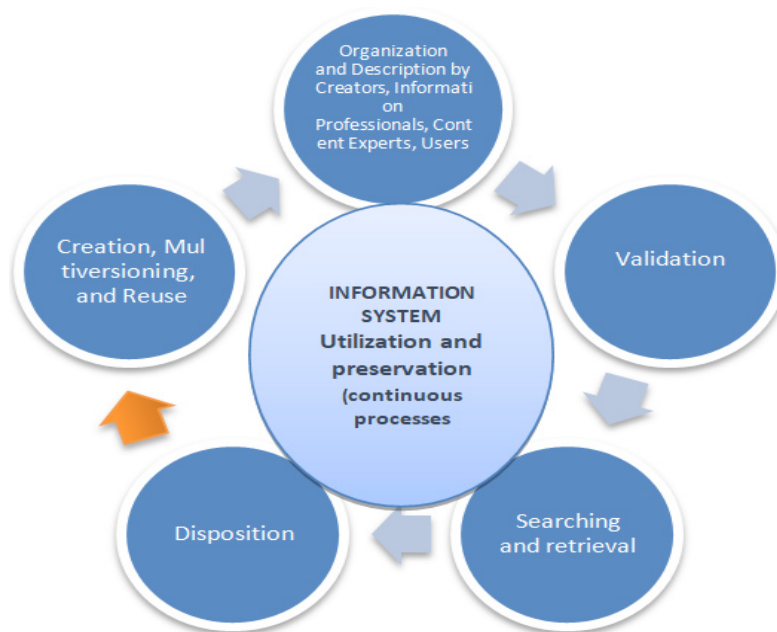 Organization
and Description by
Creators, Informati
on
Professionals, Cont
ent Experts, Users
Validation
Searching
and retrieval
Disposition
Creation, Mul
tiversioning,
and Reuse
INFORMATION
SYSTEM
Utilization and
preservation
(continuous
processes